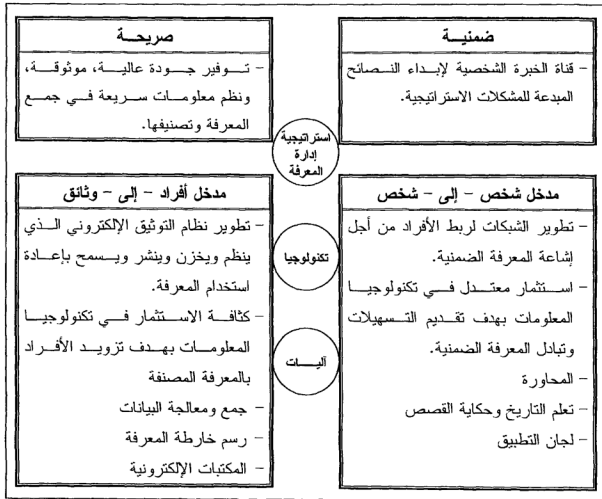 ضمنية
- قناة الخبرة الشخصية لإبداء النصائح
المبدعة للمشكلات الاستراتيجية.
صريحة
- توفير جودة عالية، موثوقة،
ونظم معلومات سريعة في جمع
المعرفة وتصنيفها.
استراتيجية
إدارة
المعرفة
مدخل شخص - إلى - شخص
- تطوير الشبكات لربط الأفراد من أجل
إشاعة المعرفة الضمنية.
- استثمار معتدل في تكنولوجيا
المعلومات بهدف تقديم التسهيلات
وتبادل المعرفة الضمنية.
- المحاورة
- تعلم التاريخ وحكاية القصص
- لجان التطبيق
تكنولوجيا
آليات
مدخل أفراد - إلى - وثائق
- تطوير نظام التوثيق الإلكتروني الذي
ينظم ويخزن وينشر ويسمح بإعادة
استخدام المعرفة.
- كثافة الاستثمار في تكنولوجيا
المعلومات بهدف تزويد الأفراد
بالمعرفة المصنفة
- جمع ومعالجة البيانات
- رسم خارطة المعرفة
- المكتبات الإلكترونية